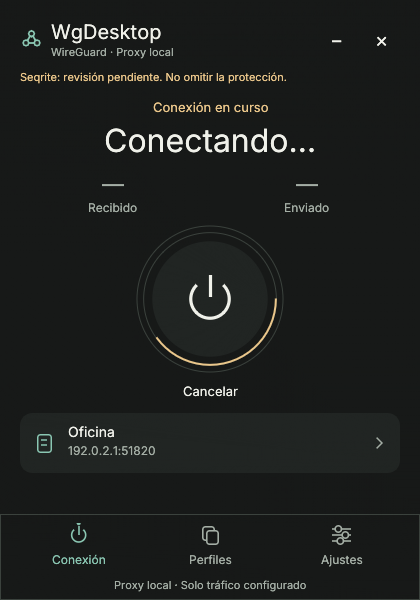 WgDesktop
WireGuard · Proxy local
Seqrite: revisión pendiente. No omitir la protección.
Conexión en curso
Conectando...
— —
Recibido Enviado
Cancelar
Oficina
192.0.2.1:51820
Conexión Perfiles Ajustes
Proxy local · Solo tráfico configurado